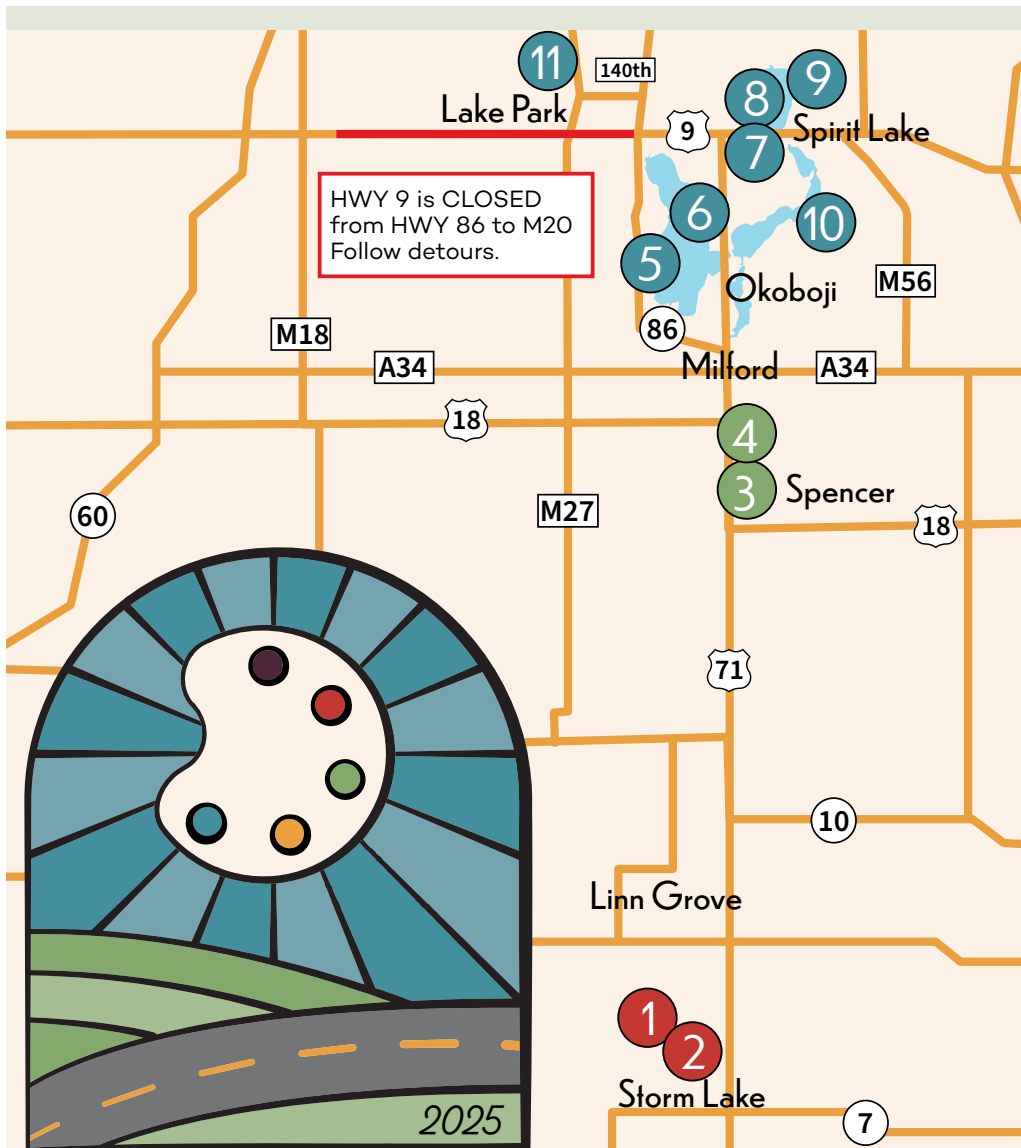 11
140th
9
8
Lake Park
9
Spirit Lake
7
HWY 9 is CLOSED
from HWY 86 to M20
Follow detours.
6
10
5
M56
Okoboji
M18
86
A34
Milford
A34
18
4
3
Spencer
60
M27
18
71
10
Linn Grove
1
2
Storm Lake
2025
7